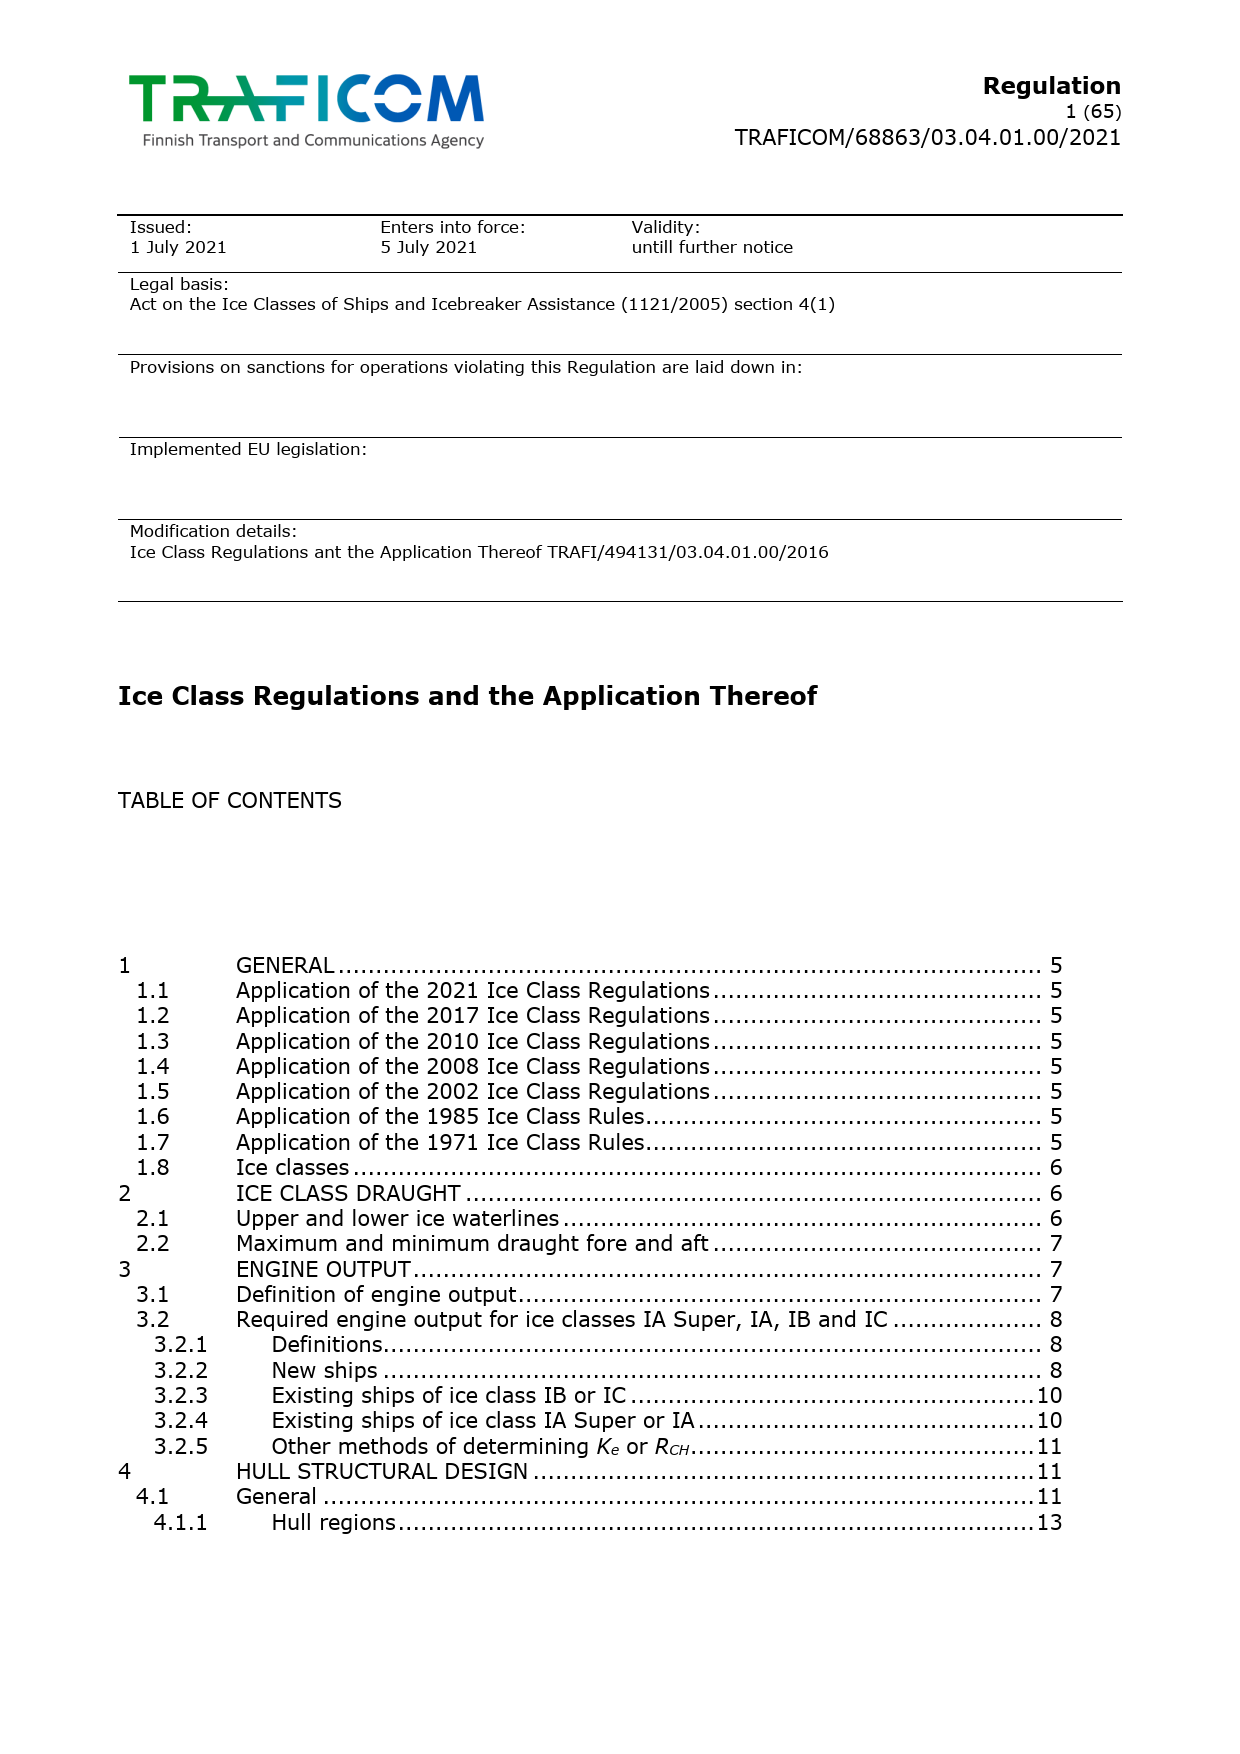 TRAFICOM
Finnish Transport and Communications Agency
Regulation
1 (65)
TRAFICOM/68863/03.04.01.00/2021
Issued:
1 July 2021
Enters into force:
5 July 2021
Validity:
untill further notice
Legal basis:
Act on the Ice Classes of Ships and Icebreaker Assistance (1121/2005) section 4(1)
Provisions on sanctions for operations violating this Regulation are laid down in:
Implemented EU legislation:
Modification details:
Ice Class Regulations ant the Application Thereof TRAFI/494131/03.04.01.00/2016
Ice Class Regulations and the Application Thereof
TABLE OF CONTENTS
1 GENERAL ... 5
1.1 Application of the 2021 Ice Class Regulations ... 5
1.2 Application of the 2017 Ice Class Regulations ... 5
1.3 Application of the 2010 Ice Class Regulations ... 5
1.4 Application of the 2008 Ice Class Regulations ... 5
1.5 Application of the 2002 Ice Class Regulations ... 5
1.6 Application of the 1985 Ice Class Rules ... 5
1.7 Application of the 1971 Ice Class Rules ... 5
1.8 Ice classes ... 6
2 ICE CLASS DRAUGHT ... 6
2.1 Upper and lower ice waterlines ... 6
2.2 Maximum and minimum draught fore and aft ... 7
3 ENGINE OUTPUT ... 7
3.1 Definition of engine output ... 7
3.2 Required engine output for ice classes IA Super, IA, IB and IC ... 8
3.2.1 Definitions ... 8
3.2.2 New ships ... 8
3.2.3 Existing ships of ice class IB or IC ... 10
3.2.4 Existing ships of ice class IA Super or IA ... 10
3.2.5 Other methods of determining Ke or RCH ... 11
4 HULL STRUCTURAL DESIGN ... 11
4.1 General ... 11
4.1.1 Hull regions ... 13